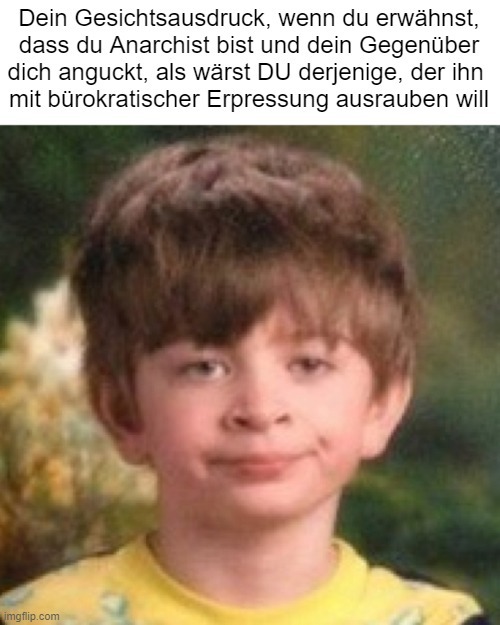 Dein Gesichtsausdruck, wenn du erwähnst,
dass du Anarchist bist und dein Gegenüber
dich anguckt, als wärst DU derjenige, der ihn
mit bürokratischer Erpressung ausrauben will
imgflip.com